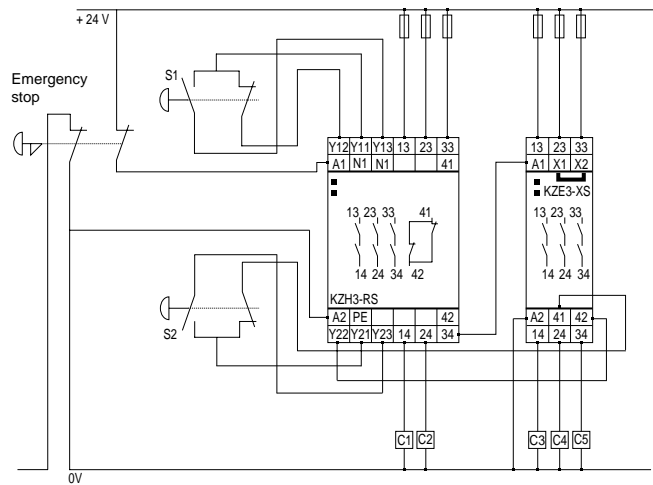 + 24 V
Emergency
stop
S1
Y12 Y11 Y13 13 23 33
A1 N1 N1 41
13 23 33 41
14 24 34 42
KZH3-RS
A2 PE 42
Y22 Y21 Y23 14 24 34
13 23 33
A1 X1 X2
KZE3-XS
13 23 33
14 24 34
A2 41 42
14 24 34
S2
C1 C2 C3 C4 C5
0V